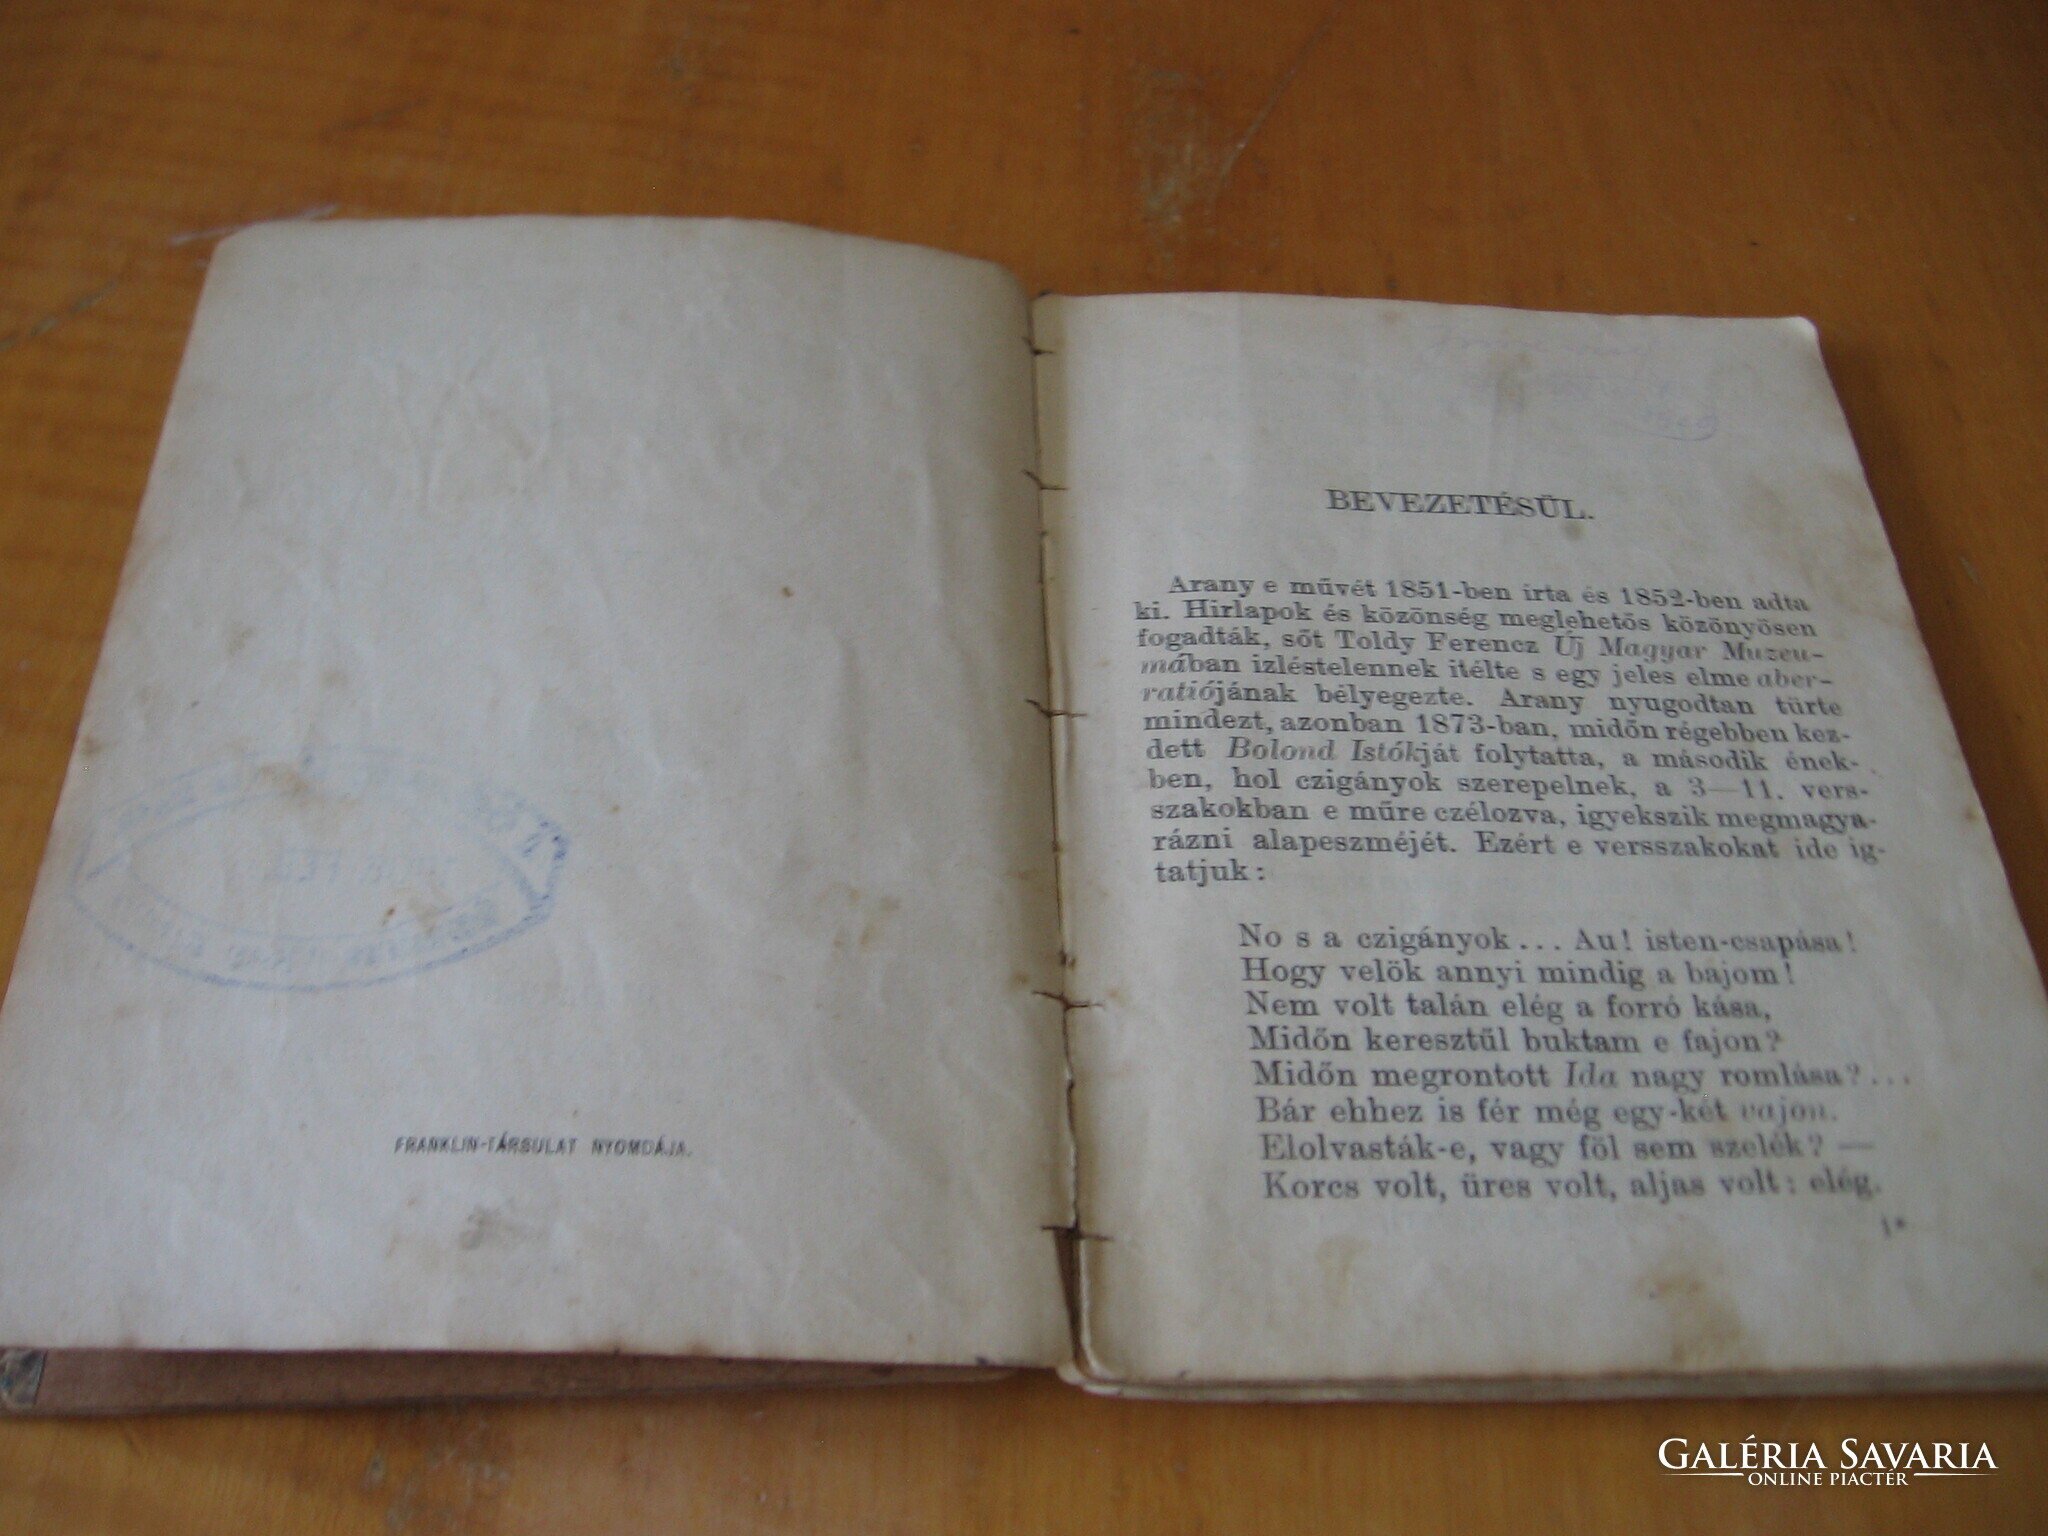 FRANKLIN-TÁRSULAT NYOMDÁJA.
BEVEZETÉSÜL.
Arany e művét 1851-ben írta és 1852-ben adta
ki. Hirlapok és közönség meglehetős közönyösen
fogadták, sőt Toldy Ferencz Új Magyar Muzeu-
mában izléstelennek itélte s egy jeles elme aber-
ratiójának bélyegezte. Arany nyugodtan türte
mindezt, azonban 1873-ban, midőn régebben kez-
dett Bolond Istókját folytatta, a második ének-
ben, hol czigányok szerepelnek, a 3—11. vers-
szakokban e műre czélozva, igyekszik megmagya-
rázni alapeszméjét. Ezért e versszakokat ide ig-
tatjuk:
No s a czigányok... Au! isten-csapása!
Hogy velök annyi mindig a bajom!
Nem volt talán elég a forró kása,
Midőn keresztűl buktam e fajon?
Midőn megrontott Ida nagy romlása?...
Bár ehhez is fér még egy-két vajon.
Elolvasták-e, vagy föl sem szelék? —
Korcs volt, üres volt, aljas volt: elég.
1*
GALÉRIA SAVARIA
ONLINE PIACTÉR